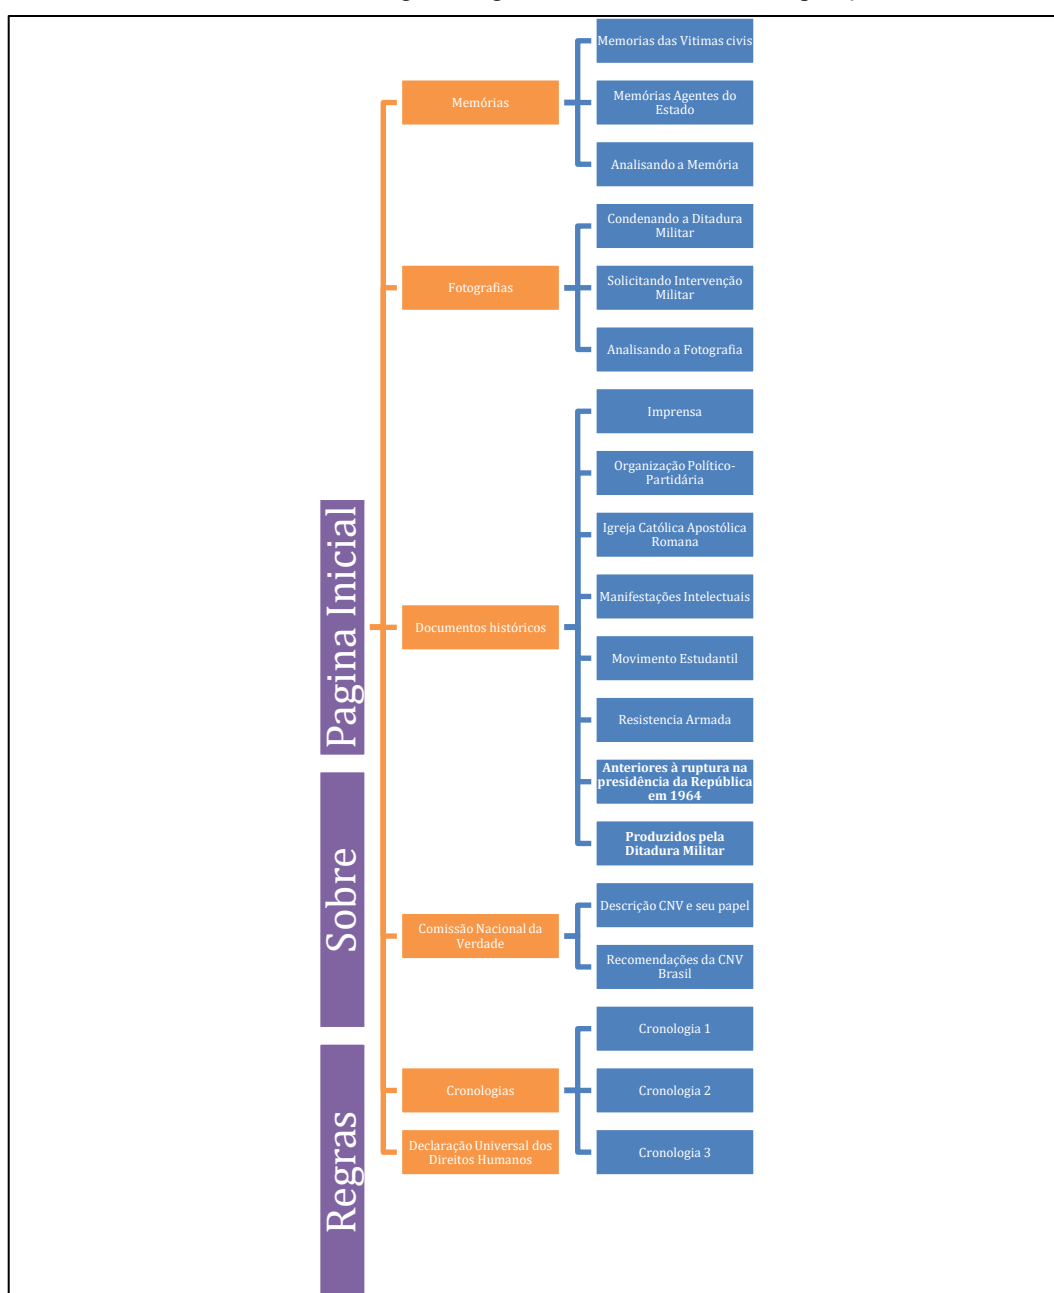 Memorias das Vitimas civis
Memórias
Memórias Agentes do
Estado
Analisando a Memória
Condenando a Ditadura
Militar
Fotografias
Solicitando Intervenção
Militar
Analisando a Fotografia
Imprensa
Organização Político-
Partidária
Igreja Católica Apostólica
Romana
Manifestações Intelectuais
Pagina Inicial
Documentos históricos
Movimento Estudantil
Resistencia Armada
Anteriores à ruptura na
presidência da República
em 1964
Produzidos pela
Ditadura Militar
Sobre
Descrição CNV e seu papel
Comissão Nacional da
Verdade
Recomendações da CNV
Brasil
Cronologia 1
Cronologias
Cronologia 2
Regras
Declaração Universal dos
Direitos Humanos
Cronologia 3